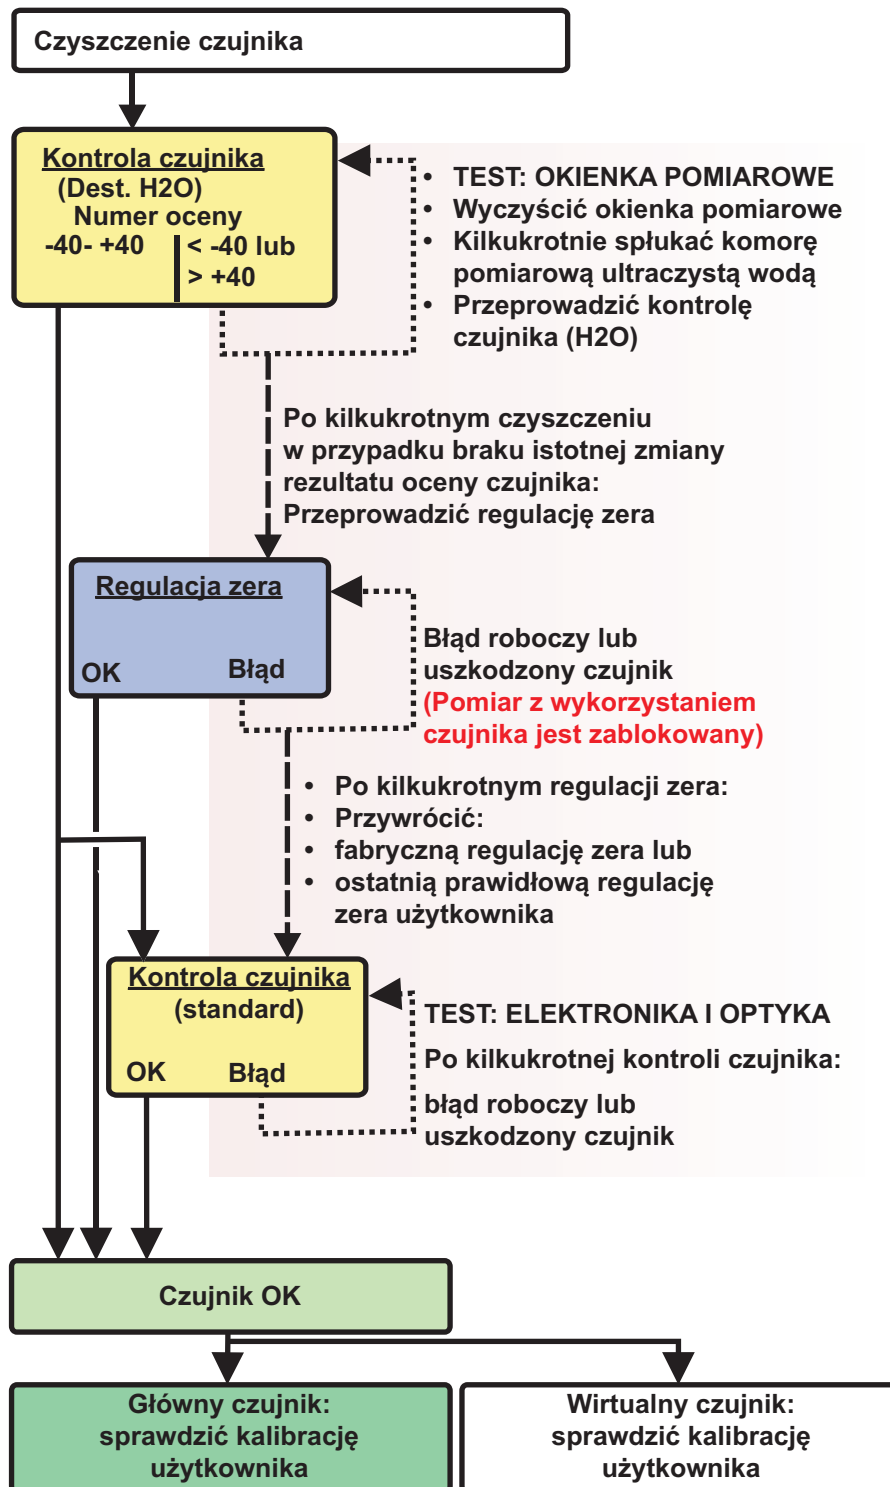 Czyszczenie czujnika
Kontrola czujnika
(Dest. H2O)
Numer oceny
-40- +40
< -40 lub
> +40
• TEST: OKIENKA POMIAROWE
• Wyczyścić okienka pomiarowe
• Kilkukrotnie spłukać komorę
pomiarową ultraczystą wodą
• Przeprowadzić kontrolę
czujnika (H2O)
Po kilkukrotnym czyszczeniu
w przypadku braku istotnej zmiany
rezultatu oceny czujnika:
Przeprowadzić regulację zera
Regulacja zera
OK
Błąd
Błąd roboczy lub
uszkodzony czujnik
(Pomiar z wykorzystaniem
czujnika jest zablokowany)
• Po kilkukrotnym regulacji zera:
• Przywrócić:
• fabryczną regulację zera lub
• ostatnią prawidłową regulację
zera użytkownika
Kontrola czujnika
(standard)
OK
Błąd
TEST: ELEKTRONIKA I OPTYKA
Po kilkukrotnej kontroli czujnika:
błąd roboczy lub
uszkodzony czujnik
Czujnik OK
Główny czujnik:
sprawdzić kalibrację
użytkownika
Wirtualny czujnik:
sprawdzić kalibrację
użytkownika